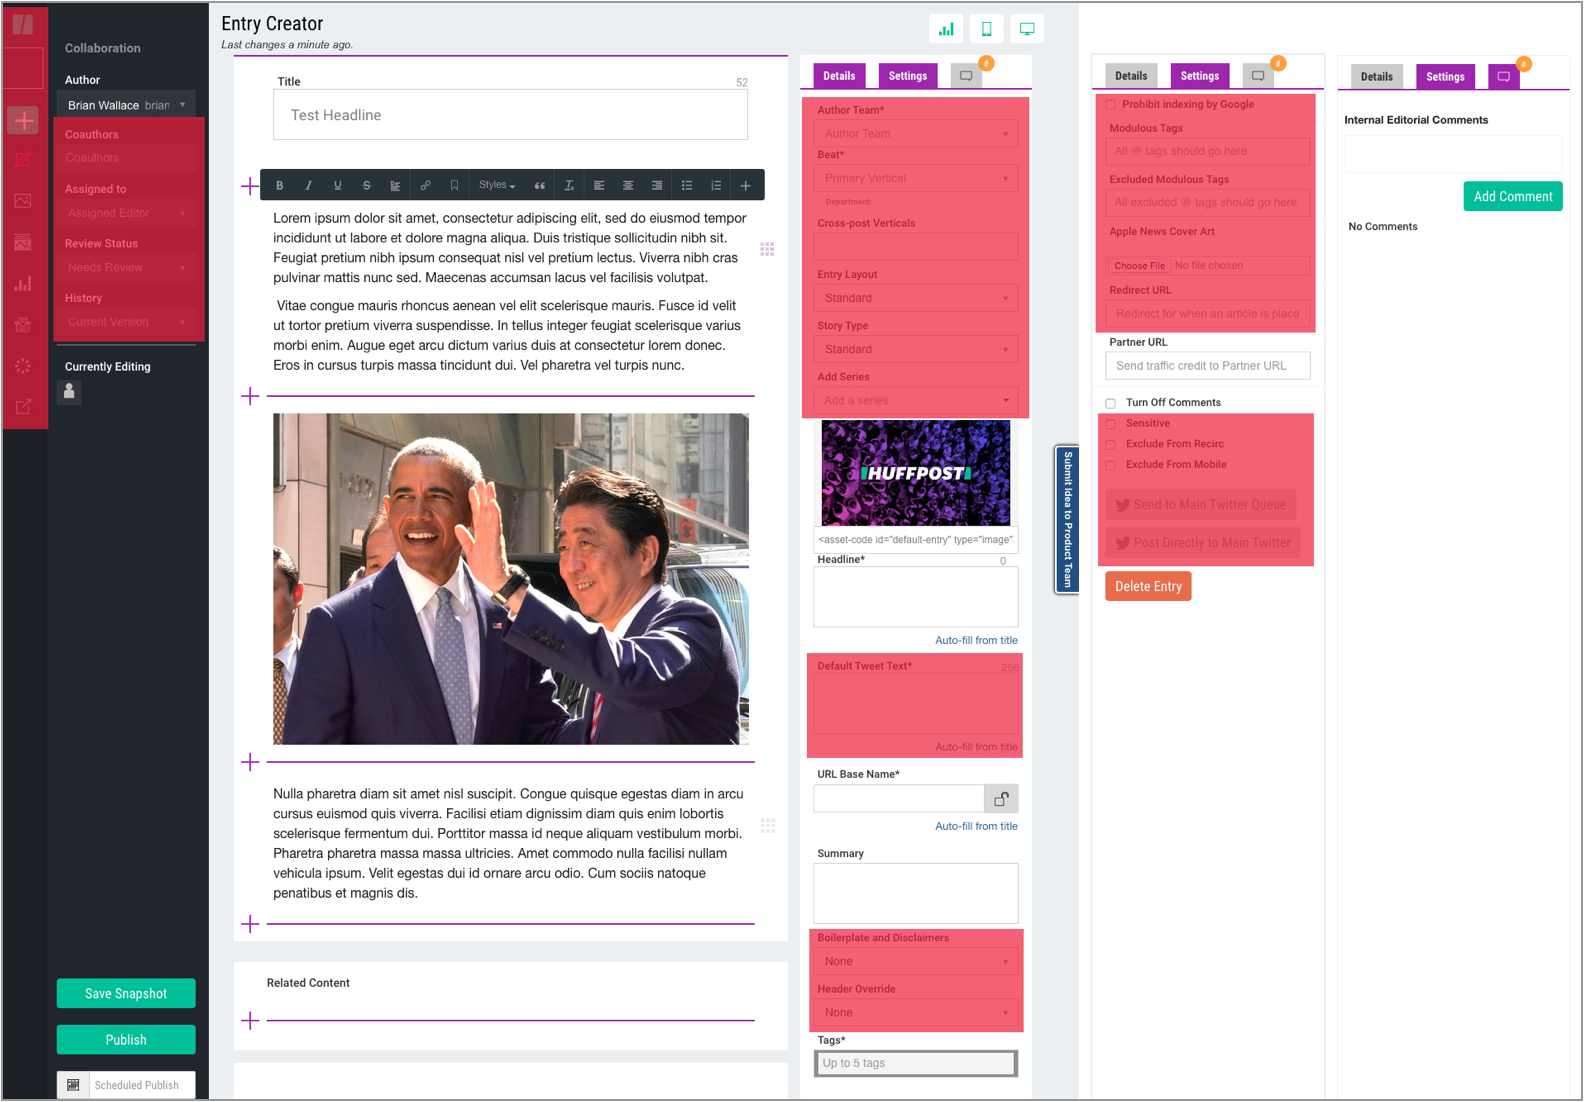 Collaboration
Author
Brian Wallace brian
Coauthors
Coauthors
Assigned to
Assigned Editor
Review Status
Needs Review
History
Current Version
Currently Editing
Save Snapshot
Publish
Scheduled Publish
Entry Creator
Last changes a minute ago.
Title
52
Test Headline
B I U S Styles
Lorem ipsum dolor sit amet, consectetur adipiscing elit, sed do eiusmod tempor
incididunt ut labore et dolore magna aliqua. Duis tristique sollicitudin nibh sit.
Feugiat pretium nibh ipsum consequat nisl vel pretium lectus. Viverra nibh cras
pulvinar mattis nunc sed. Maecenas accumsan lacus vel facilisis volutpat.
Vitae congue mauris rhoncus aenean vel elit scelerisque mauris. Fusce id velit
ut tortor pretium viverra suspendisse. In tellus integer feugiat scelerisque varius
morbi enim. Augue eget arcu dictum varius duis at consectetur lorem donec.
Eros in cursus turpis massa tincidunt dui. Vel pharetra vel turpis nunc.
Nulla pharetra diam sit amet nisl suscipit. Congue quisque egestas diam in arcu
cursus euismod quis viverra. Facilisi etiam dignissim diam quis enim lobortis
scelerisque fermentum dui. Porttitor massa id neque aliquam vestibulum morbi.
Pharetra pharetra massa massa ultricies. Amet commodo nulla facilisi nullam
vehicula ipsum. Velit egestas dui id ornare arcu odio. Cum sociis natoque
penatibus et magnis dis.
Related Content
Details Settings 0
Author Team*
Author Team
Beat*
Primary Vertical
Department:
Cross-post Verticals
Entry Layout
Standard
Story Type
Standard
Add Series
Add a series
HUFFPOST
<asset-code id="default-entry" type="image"
Headline*
0
Auto-fill from title
Default Tweet Text*
256
Auto-fill from title
URL Base Name*
Auto-fill from title
Summary
Boilerplate and Disclaimers
None
Header Override
None
Tags*
Up to 5 tags
Submit Idea to Product Team
Details Settings 0
Prohibit indexing by Google
Modulous Tags
All @ tags should go here
Excluded Modulous Tags
All excluded @ tags should go here
Apple News Cover Art
Choose File No file chosen
Redirect URL
Redirect for when an article is place
Partner URL
Send traffic credit to Partner URL
Turn Off Comments
Sensitive
Exclude From Recirc
Exclude From Mobile
Send to Main Twitter Queue
Post Directly to Main Twitter
Delete Entry
Details Settings 0
Internal Editorial Comments
Add Comment
No Comments